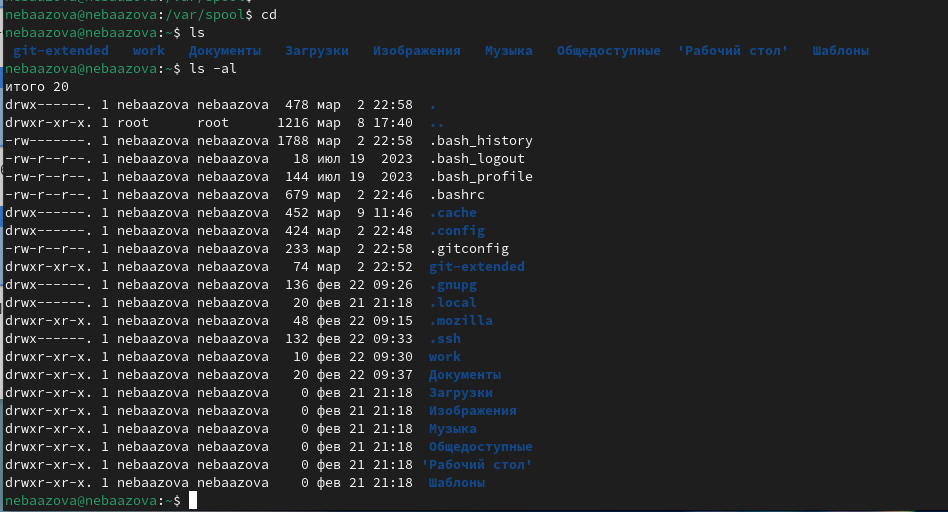 nebaazova@nebaazova:/var/spool$
nebaazova@nebaazova:/var/spool$ cd
nebaazova@nebaazova:~$ ls
git-extended work Документы Загрузки Изображения Музыка Общедоступные 'Рабочий стол' Шаблоны
nebaazova@nebaazova:~$ ls -al
итого 20
drwx------. 1 nebaazova nebaazova 478 мар 2 22:58 .
drwxr-xr-x. 1 root root 1216 мар 8 17:40 ..
-rw-------. 1 nebaazova nebaazova 1788 мар 2 22:58 .bash_history
-rw-r--r--. 1 nebaazova nebaazova 18 июл 19 2023 .bash_logout
-rw-r--r--. 1 nebaazova nebaazova 144 июл 19 2023 .bash_profile
-rw-r--r--. 1 nebaazova nebaazova 679 мар 2 22:46 .bashrc
drwx------. 1 nebaazova nebaazova 452 мар 9 11:46 .cache
drwx------. 1 nebaazova nebaazova 424 мар 2 22:48 .config
-rw-r--r--. 1 nebaazova nebaazova 233 мар 2 22:58 .gitconfig
drwxr-xr-x. 1 nebaazova nebaazova 74 мар 2 22:52 git-extended
drwx------. 1 nebaazova nebaazova 136 фев 22 09:26 .gnupg
drwx------. 1 nebaazova nebaazova 20 фев 21 21:18 .local
drwxr-xr-x. 1 nebaazova nebaazova 48 фев 22 09:15 .mozilla
drwx------. 1 nebaazova nebaazova 132 фев 22 09:33 .ssh
drwxr-xr-x. 1 nebaazova nebaazova 10 фев 22 09:30 work
drwxr-xr-x. 1 nebaazova nebaazova 20 фев 22 09:37 Документы
drwxr-xr-x. 1 nebaazova nebaazova 0 фев 21 21:18 Загрузки
drwxr-xr-x. 1 nebaazova nebaazova 0 фев 21 21:18 Изображения
drwxr-xr-x. 1 nebaazova nebaazova 0 фев 21 21:18 Музыка
drwxr-xr-x. 1 nebaazova nebaazova 0 фев 21 21:18 Общедоступные
drwxr-xr-x. 1 nebaazova nebaazova 0 фев 21 21:18 'Рабочий стол'
drwxr-xr-x. 1 nebaazova nebaazova 0 фев 21 21:18 Шаблоны
nebaazova@nebaazova:~$